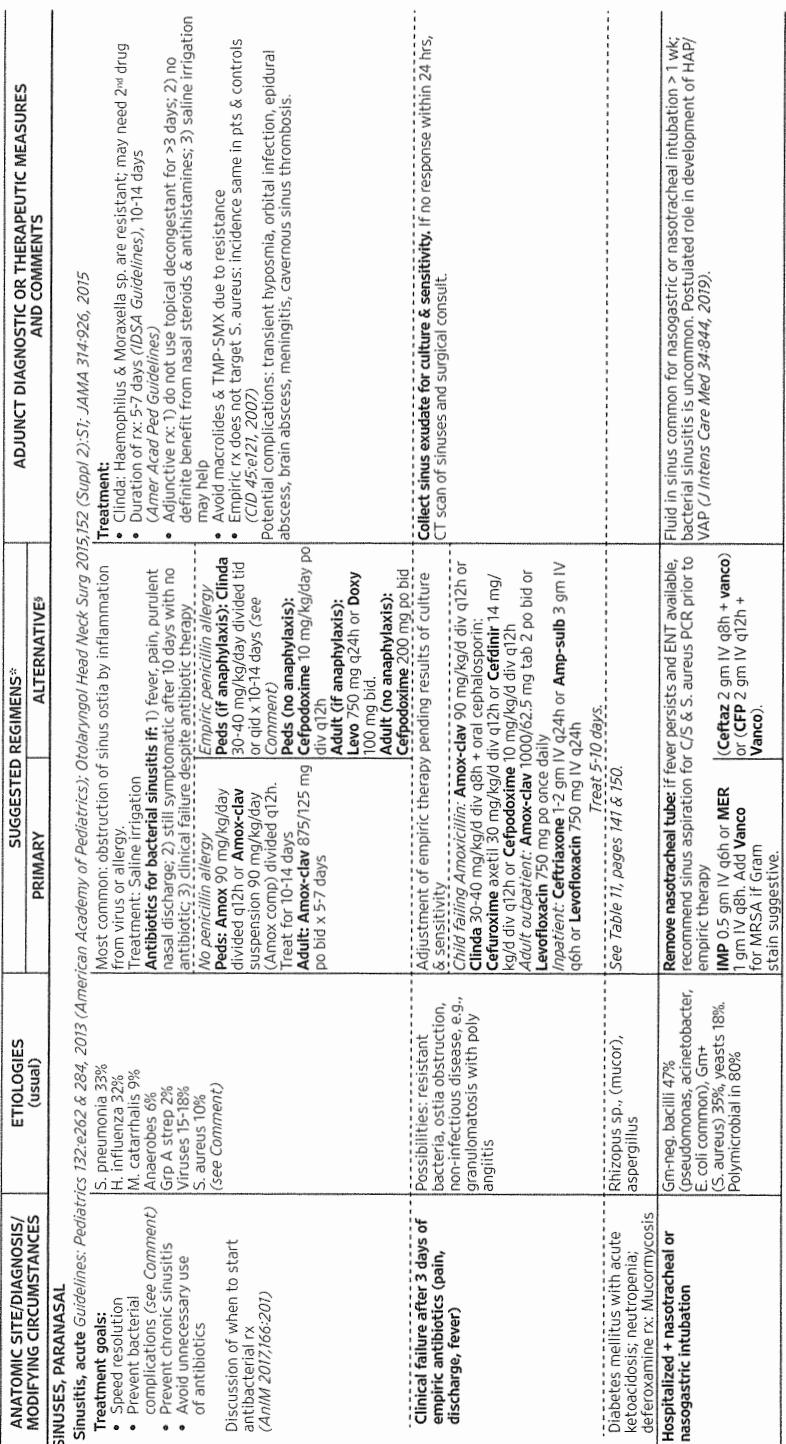 ANATOMIC SITE/DIAGNOSIS/
MODIFYING CIRCUMSTANCES
ETIOLOGIES
(usual)
SUGGESTED REGIMENS*
PRIMARY
ALTERNATIVE§
ADJUNCT DIAGNOSTIC OR THERAPEUTIC MEASURES
AND COMMENTS
SINUSES, PARANASAL
Sinusitis, acute Guidelines: Pediatrics 132:e262 & 284, 2013 (American Academy of Pediatrics); Otolaryngol Head Neck Surg 2015,152 (Suppl 2):S1; JAMA 314:926, 2015
Treatment goals:
• Speed resolution
• Prevent bacterial
complications (see Comment)
• Prevent chronic sinusitis
• Avoid unnecessary use
of antibiotics
Discussion of when to start
antibacterial rx
(AnIM 2017,166:201)
S. pneumonia 33%
H. influenza 32%
M. catarrhalis 9%
Anaerobes 6%
Grp A strep 2%
Viruses 15-18%
S. aureus 10%
(see Comment)
Most common: obstruction of sinus ostia by inflammation
from virus or allergy.
Treatment: Saline irrigation
Antibiotics for bacterial sinusitis if: 1) fever, pain, purulent
nasal discharge; 2) still symptomatic after 10 days with no
antibiotic; 3) clinical failure despite antibiotic therapy
No penicillin allergy
Peds: Amox 90 mg/kg/day
divided q12h or Amox-clav
suspension 90 mg/kg/day
(Amox comp) divided q12h.
Treat for 10-14 days
Adult: Amox-clav 875/125 mg
po bid x 5-7 days
Empiric penicillin allergy
Peds (if anaphylaxis): Clinda
30-40 mg/kg/day divided tid
or qid x 10-14 days (see
Comment)
Peds (no anaphylaxis):
Cefpodoxime 10 mg/kg/day po
div q12h
Adult (if anaphylaxis):
Levo 750 mg q24h or Doxy
100 mg bid.
Adult (no anaphylaxis):
Cefpodoxime 200 mg po bid
Treatment:
• Clinda: Haemophilus & Moraxella sp. are resistant; may need 2nd drug
• Duration of rx: 5-7 days (IDSA Guidelines), 10-14 days
(Amer Acad Ped Guidelines)
• Adjunctive rx: 1) do not use topical decongestant for >3 days; 2) no
definite benefit from nasal steroids & antihistamines; 3) saline irrigation
may help
• Avoid macrolides & TMP-SMX due to resistance
• Empiric rx does not target S. aureus: incidence same in pts & controls
(CID 45:e121, 2007)
Potential complications: transient hyposmia, orbital infection, epidural
abscess, brain abscess, meningitis, cavernous sinus thrombosis.
Clinical failure after 3 days of
empiric antibiotics (pain,
discharge, fever)
Possibilities: resistant
bacteria, ostia obstruction,
non-infectious disease, e.g.,
granulomatosis with poly
angiitis
Adjustment of empiric therapy pending results of culture
& sensitivity
Child failing Amoxicillin: Amox-clav 90 mg/kg/d div q12h or
Clinda 30-40 mg/kg/d div q8h + oral cephalosporin:
Cefuroxime axetil 30 mg/kg/d div q12h or Cefdinir 14 mg/
kg/d div q12h or Cefpodoxime 10 mg/kg/d div q12h
Adult outpatient: Amox-clav 1000/62.5 mg tab 2 po bid or
Levofloxacin 750 mg po once daily
Inpatient: Ceftriaxone 1-2 gm IV q24h or Amp-sulb 3 gm IV
q6h or Levofloxacin 750 mg IV q24h
Treat 5-10 days.
Collect sinus exudate for culture & sensitivity. If no response within 24 hrs,
CT scan of sinuses and surgical consult.
Diabetes mellitus with acute
ketoacidosis; neutropenia;
deferoxamine rx: Mucormycosis
Rhizopus sp., (mucor),
aspergillus
See Table 11, pages 141 & 150.
Hospitalized + nasotracheal or
nasogastric intubation
Gm-neg. bacilli 47%
(pseudomonas, acinetobacter,
E. coli common), Gm+
(S. aureus) 35%, yeasts 18%.
Polymicrobial in 80%
Remove nasotracheal tube: if fever persists and ENT available,
recommend sinus aspiration for C/S & S. aureus PCR prior to
empiric therapy
IMP 0.5 gm IV q6h or MER
1 gm IV q8h. Add Vanco
for MRSA if Gram
stain suggestive.
(Ceftaz 2 gm IV q8h + vanco)
or (CFP 2 gm IV q12h +
Vanco).
Fluid in sinus common for nasogastric or nasotracheal intubation > 1 wk;
bacterial sinusitis is uncommon. Postulated role in development of HAP/
VAP (J Intens Care Med 34:844, 2019).